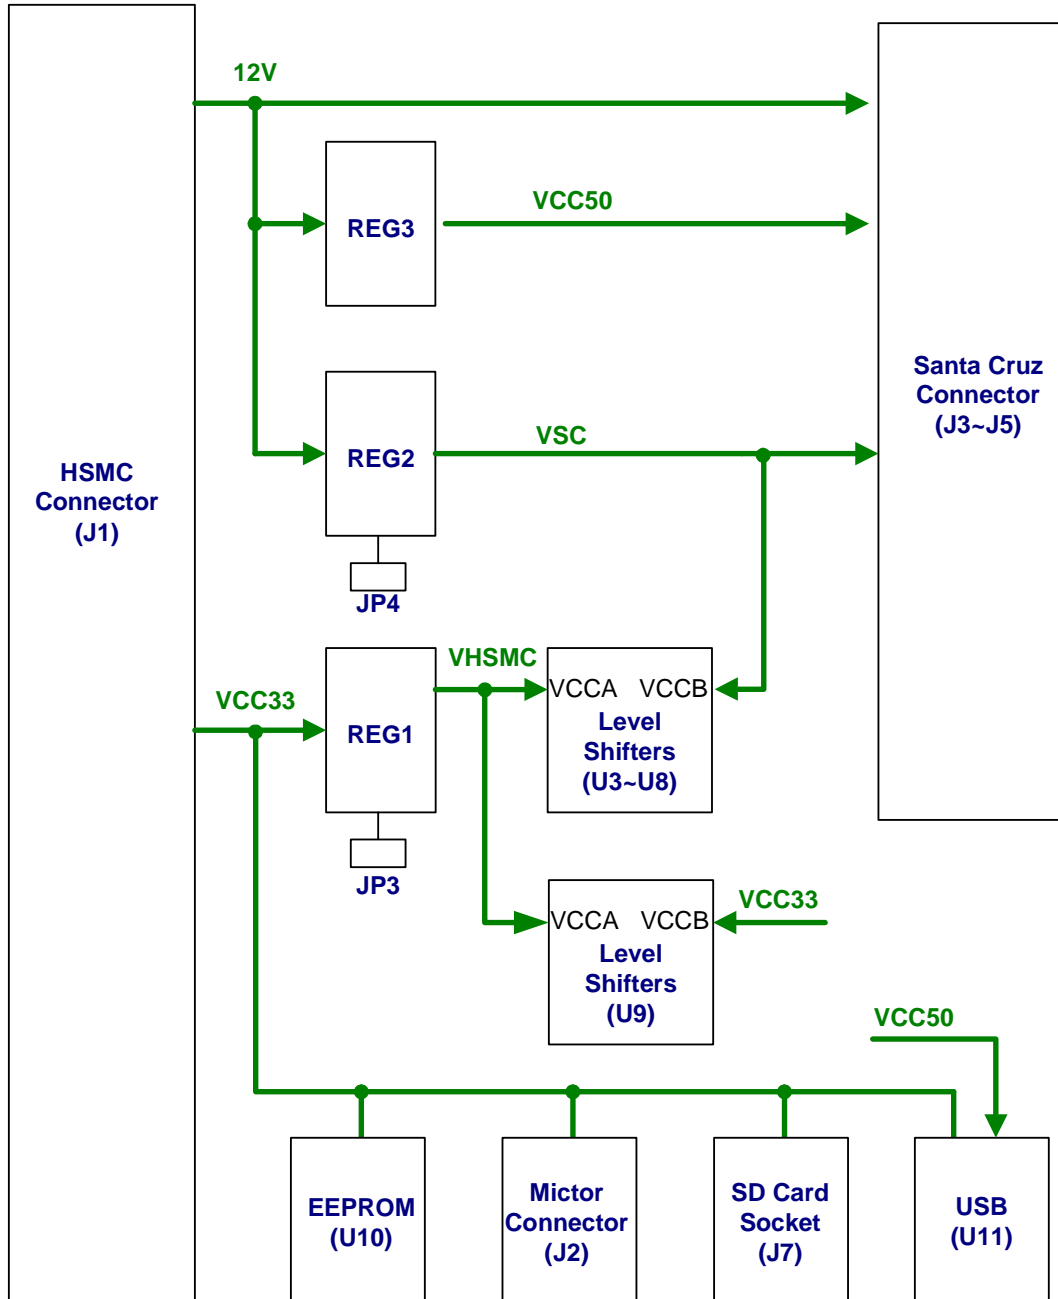 12V
REG3
VCC50
Santa Cruz
Connector
(J3~J5)
REG2
VSC
HSMC
Connector
(J1)
JP4
VHSMC
VCC33
REG1
VCCA VCCB
Level
Shifters
(U3~U8)
JP3
VCC33
VCCA VCCB
Level
Shifters
(U9)
VCC50
EEPROM
(U10)
Mictor
Connector
(J2)
SD Card
Socket
(J7)
USB
(U11)